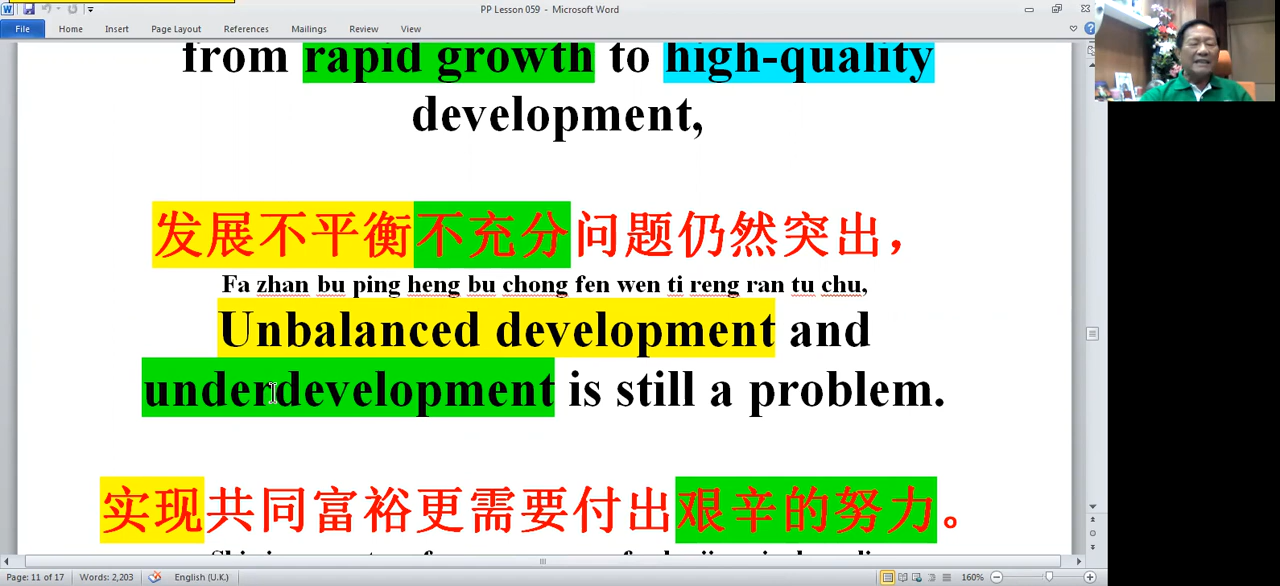 PP Lesson 059 - Microsoft Word
File Home Insert Page Layout References Mailings Review View
from rapid growth to high-quality
development,
发展不平衡不充分问题仍然突出，
Fa zhan bu ping heng bu chong fen wen ti reng ran tu chu,
Unbalanced development and
underdevelopment is still a problem.
实现共同富裕更需要付出艰辛的努力。
Page: 11 of 17 Words: 2,203 English (U.K.) 160%